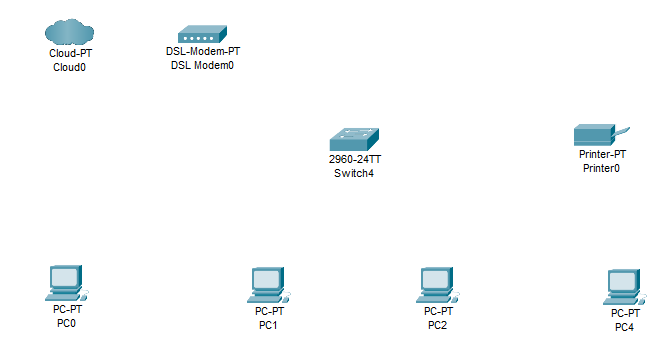 Cloud-PT
Cloud0
DSL-Modem-PT
DSL Modem0
2960-24TT
Switch4
Printer-PT
Printer0
PC-PT
PC0
PC-PT
PC1
PC-PT
PC2
PC-PT
PC4